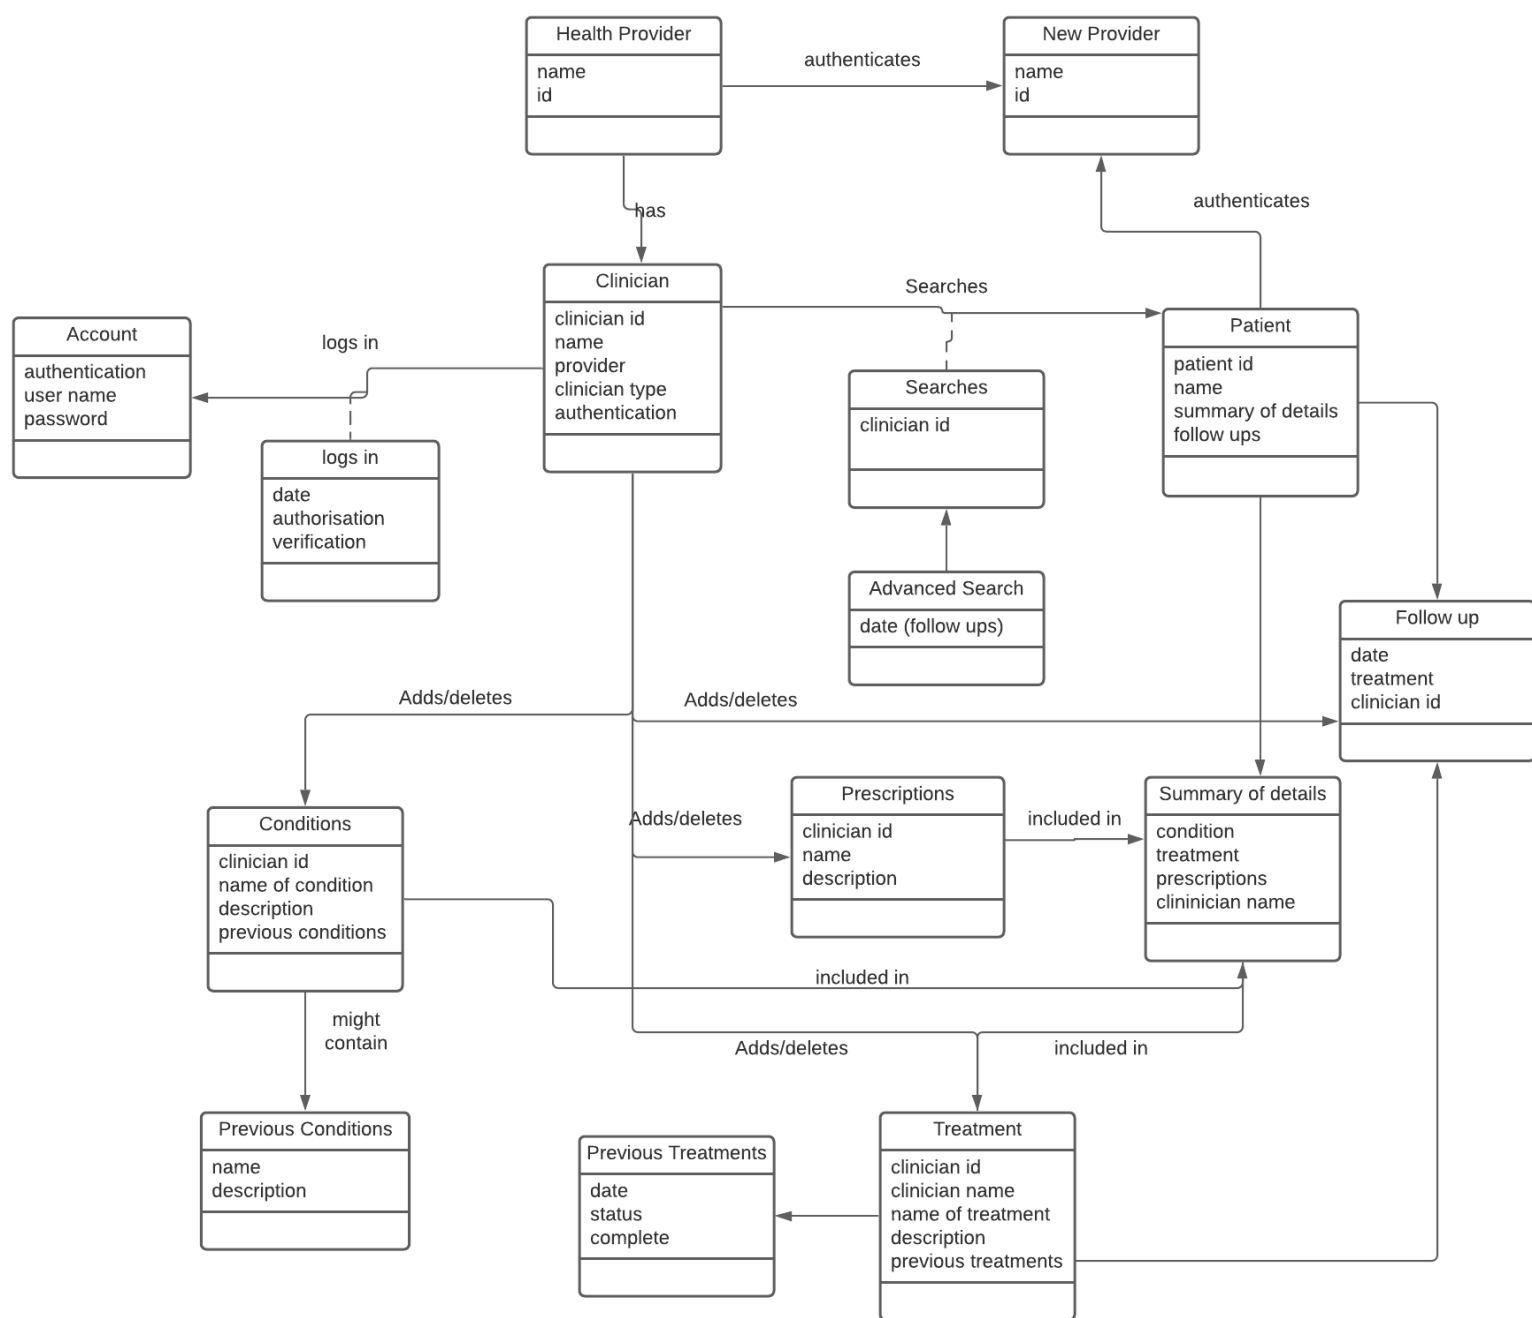 Health Provider
name
id
authenticates
New Provider
name
id
has
authenticates
Clinician
clinician id
name
provider
clinician type
authentication
Searches
Patient
patient id
name
summary of details
follow ups
Account
authentication
user name
password
logs in
logs in
date
authorisation
verification
Searches
clinician id
Advanced Search
date (follow ups)
Follow up
date
treatment
clinician id
Adds/deletes
Adds/deletes
Adds/deletes
Prescriptions
clinician id
name
description
included in
Summary of details
condition
treatment
prescriptions
clininician name
Conditions
clinician id
name of condition
description
previous conditions
included in
might
contain
Adds/deletes
included in
Previous Conditions
name
description
Previous Treatments
date
status
complete
Treatment
clinician id
clinician name
name of treatment
description
previous treatments